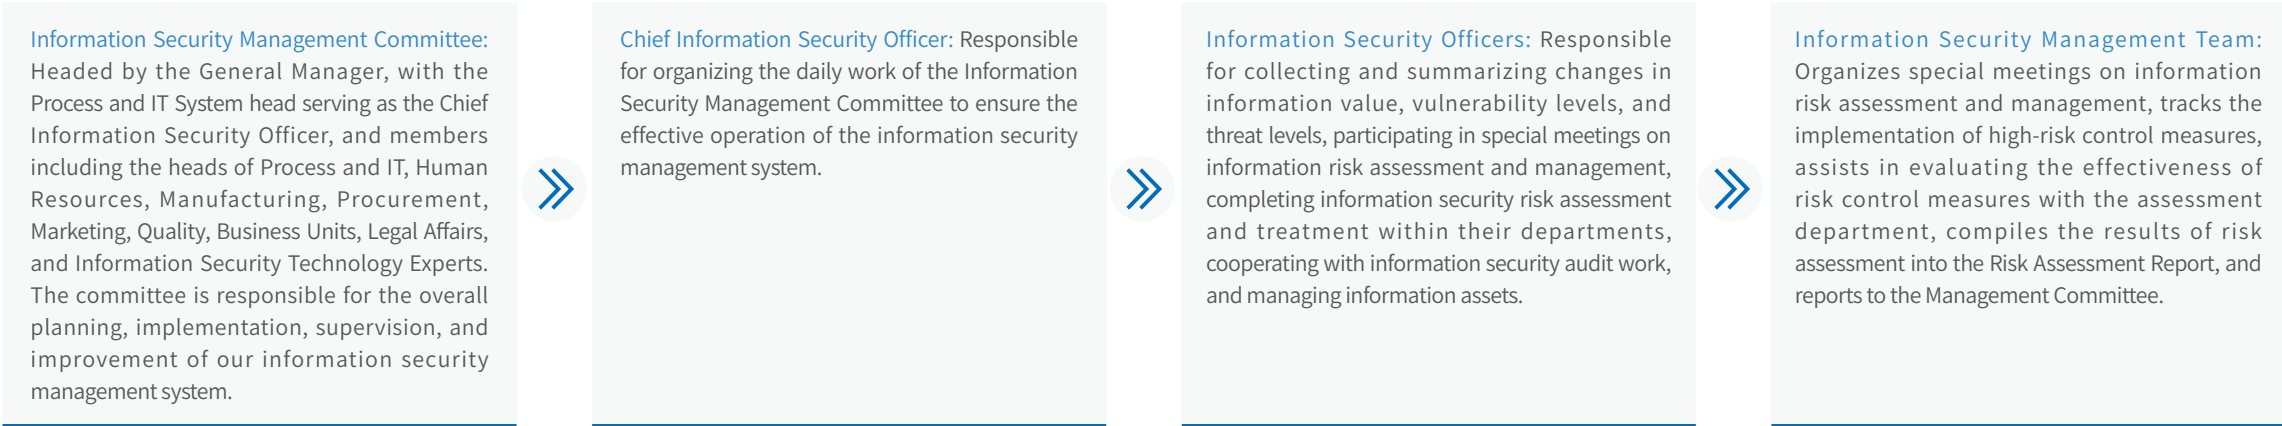 Information Security Management Committee:
Headed by the General Manager, with the
Process and IT System head serving as the Chief
Information Security Officer, and members
including the heads of Process and IT, Human
Resources, Manufacturing, Procurement,
Marketing, Quality, Business Units, Legal Affairs,
and Information Security Technology Experts.
The committee is responsible for the overall
planning, implementation, supervision, and
improvement of our information security
management system.
Chief Information Security Officer: Responsible
for organizing the daily work of the Information
Security Management Committee to ensure the
effective operation of the information security
management system.
Information Security Officers: Responsible
for collecting and summarizing changes in
information value, vulnerability levels, and
threat levels, participating in special meetings on
information risk assessment and management,
completing information security risk assessment
and treatment within their departments,
cooperating with information security audit work,
and managing information assets.
Information Security Management Team:
Organizes special meetings on information
risk assessment and management, tracks the
implementation of high-risk control measures,
assists in evaluating the effectiveness of
risk control measures with the assessment
department, compiles the results of risk
assessment into the Risk Assessment Report, and
reports to the Management Committee.